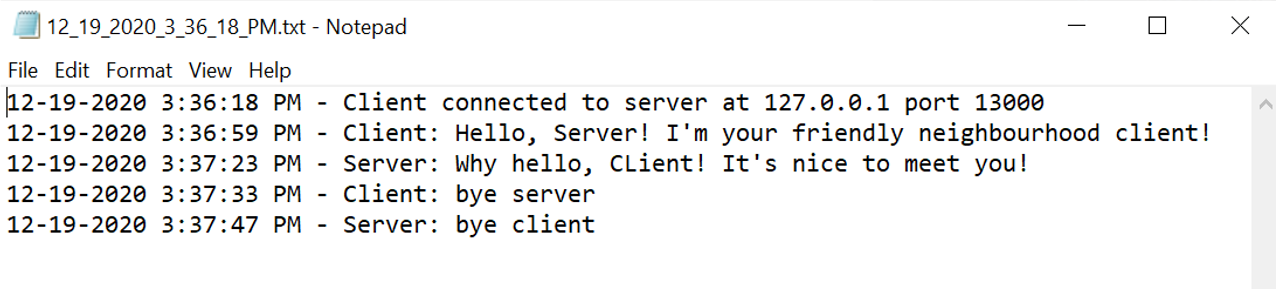 12_19_2020_3_36_18_PM.txt - Notepad
File Edit Format View Help
12-19-2020 3:36:18 PM - Client connected to server at 127.0.0.1 port 13000
12-19-2020 3:36:59 PM - Client: Hello, Server! I'm your friendly neighbourhood client!
12-19-2020 3:37:23 PM - Server: Why hello, CLient! It's nice to meet you!
12-19-2020 3:37:33 PM - Client: bye server
12-19-2020 3:37:47 PM - Server: bye client